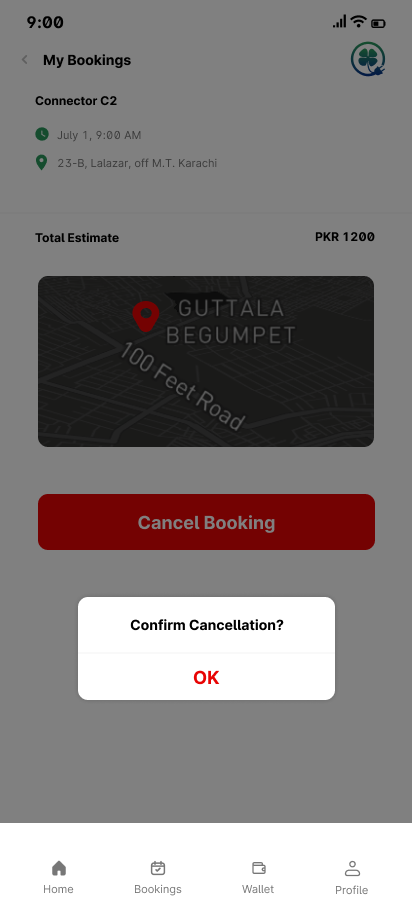 9:00
My Bookings
Connector C2
July 1, 9:00 AM
23-B, Lalazar, off M.T. Karachi
Total Estimate
PKR 1200
GUTTALA
BEGUMPET
100 Feet Road
Cancel Booking
Confirm Cancellation?
OK
Home
Bookings
Wallet
Profile